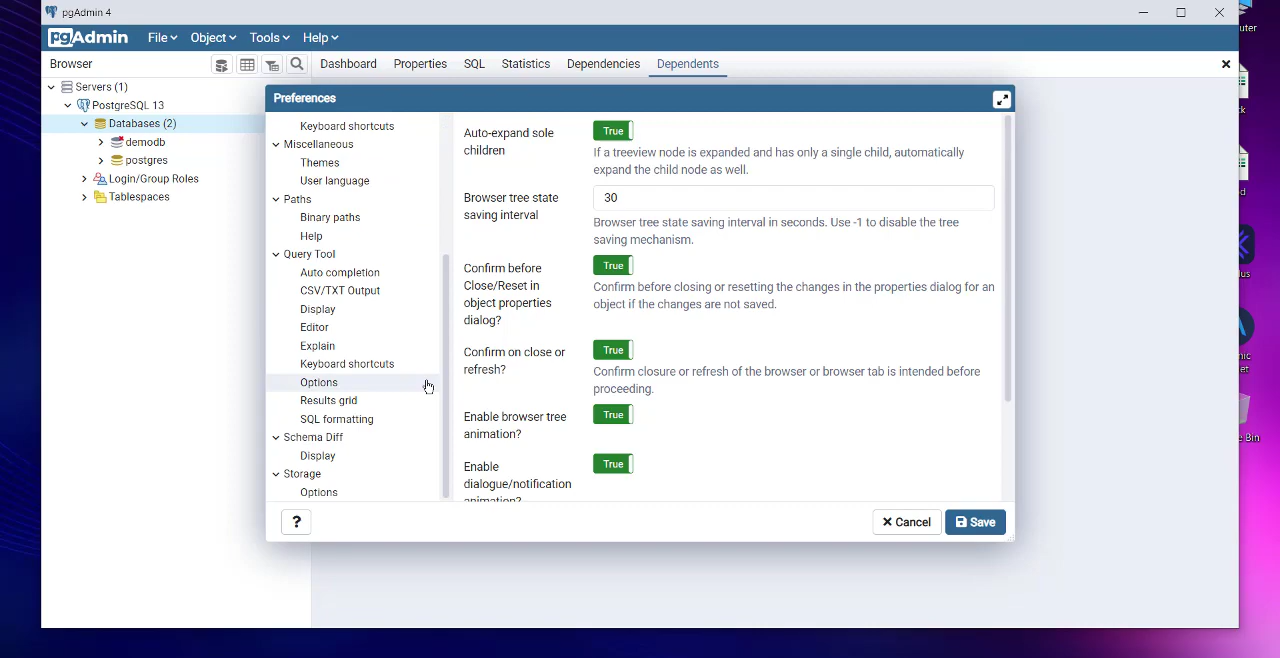 pgAdmin 4
pgAdmin File Object Tools Help
Browser
Dashboard Properties SQL Statistics Dependencies Dependents
Servers (1)
PostgreSQL 13
Databases (2)
demodb
postgres
Login/Group Roles
Tablespaces
Preferences
Keyboard shortcuts
Miscellaneous
Themes
User language
Paths
Binary paths
Help
Query Tool
Auto completion
CSV/TXT Output
Display
Editor
Explain
Keyboard shortcuts
Options
Results grid
SQL formatting
Schema Diff
Display
Storage
Options
Auto-expand sole
children
True
If a treeview node is expanded and has only a single child, automatically
expand the child node as well.
Browser tree state
saving interval
30
Browser tree state saving interval in seconds. Use -1 to disable the tree
saving mechanism.
Confirm before
Close/Reset in
object properties
dialog?
True
Confirm before closing or resetting the changes in the properties dialog for an
object if the changes are not saved.
Confirm on close or
refresh?
True
Confirm closure or refresh of the browser or browser tab is intended before
proceeding.
Enable browser tree
animation?
True
Enable
dialogue/notification
animation?
True
?
Cancel
Save
uter
ck
d
lus
nic
et
e Bin